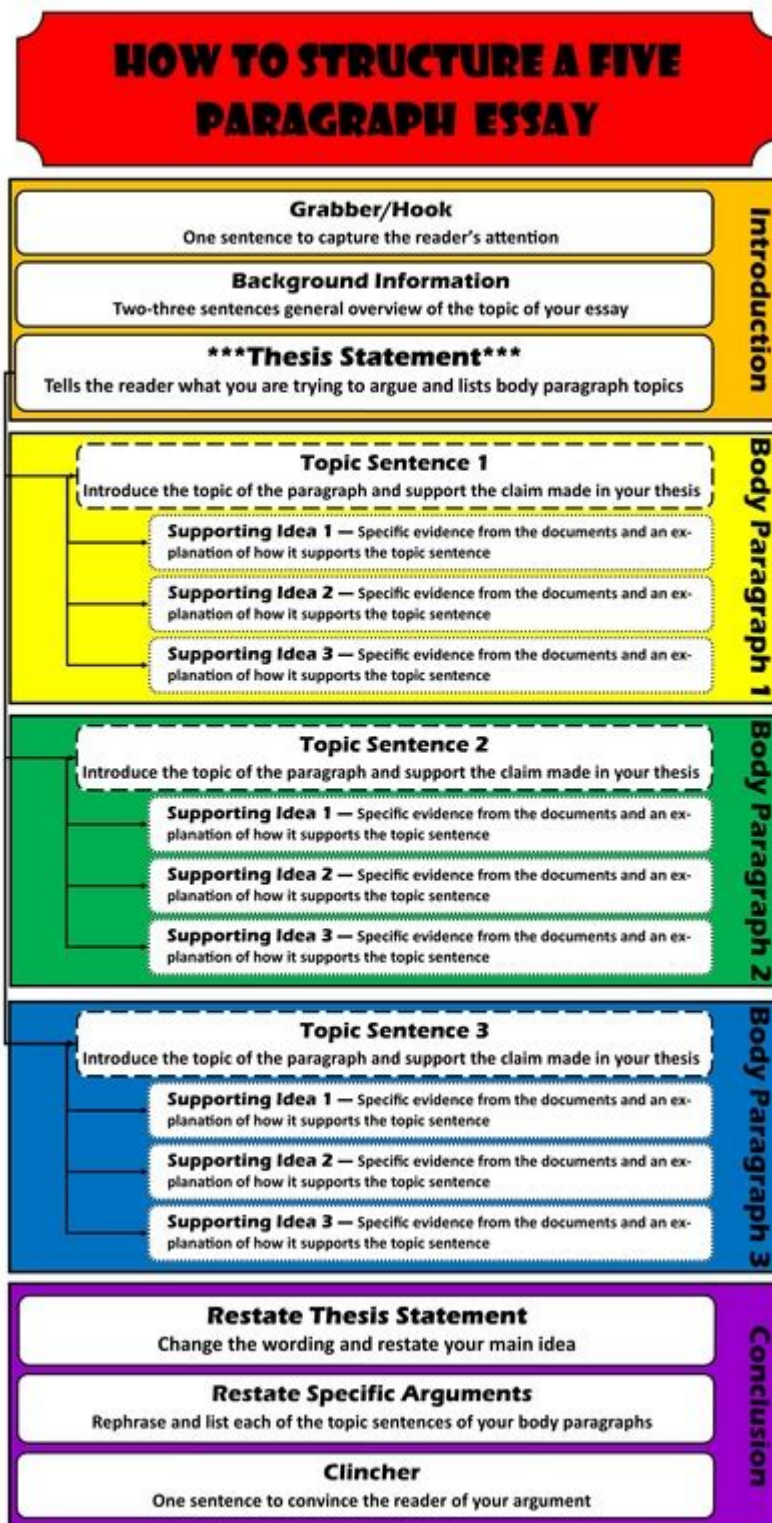 HOW TO STRUCTURE A FIVE
PARAGRAPH ESSAY
Introduction
Grabber/Hook
One sentence to capture the reader's attention
Background Information
Two-three sentences general overview of the topic of your essay
***Thesis Statement***
Tells the reader what you are trying to argue and lists body paragraph topics
Body Paragraph 1
Topic Sentence 1
Introduce the topic of the paragraph and support the claim made in your thesis
Supporting Idea 1 — Specific evidence from the documents and an ex-
planation of how it supports the topic sentence
Supporting Idea 2 — Specific evidence from the documents and an ex-
planation of how it supports the topic sentence
Supporting Idea 3 — Specific evidence from the documents and an ex-
planation of how it supports the topic sentence
Body Paragraph 2
Topic Sentence 2
Introduce the topic of the paragraph and support the claim made in your thesis
Supporting Idea 1 — Specific evidence from the documents and an ex-
planation of how it supports the topic sentence
Supporting Idea 2 — Specific evidence from the documents and an ex-
planation of how it supports the topic sentence
Supporting Idea 3 — Specific evidence from the documents and an ex-
planation of how it supports the topic sentence
Body Paragraph 3
Topic Sentence 3
Introduce the topic of the paragraph and support the claim made in your thesis
Supporting Idea 1 — Specific evidence from the documents and an ex-
planation of how it supports the topic sentence
Supporting Idea 2 — Specific evidence from the documents and an ex-
planation of how it supports the topic sentence
Supporting Idea 3 — Specific evidence from the documents and an ex-
planation of how it supports the topic sentence
Conclusion
Restate Thesis Statement
Change the wording and restate your main idea
Restate Specific Arguments
Rephrase and list each of the topic sentences of your body paragraphs
Clincher
One sentence to convince the reader of your argument